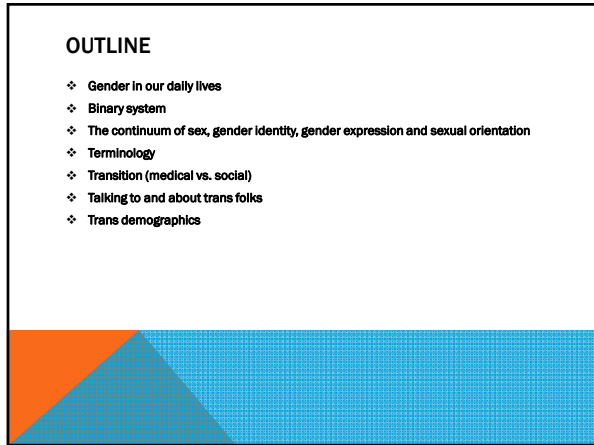 OUTLINE
❖ Gender in our daily lives
❖ Binary system
❖ The continuum of sex, gender identity, gender expression and sexual orientation
❖ Terminology
❖ Transition (medical vs. social)
❖ Talking to and about trans folks
❖ Trans demographics